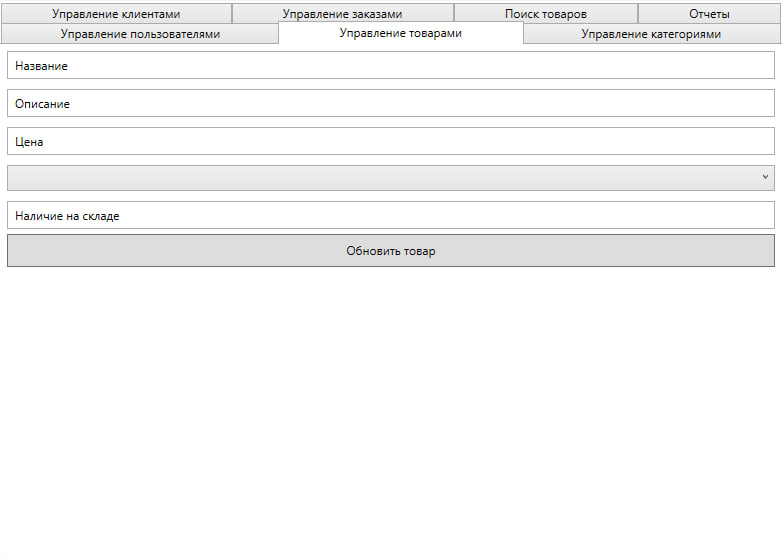 Управление клиентами
Управление заказами
Поиск товаров
Отчеты
Управление пользователями
Управление товарами
Управление категориями
Название
Описание
Цена
Наличие на складе
Обновить товар